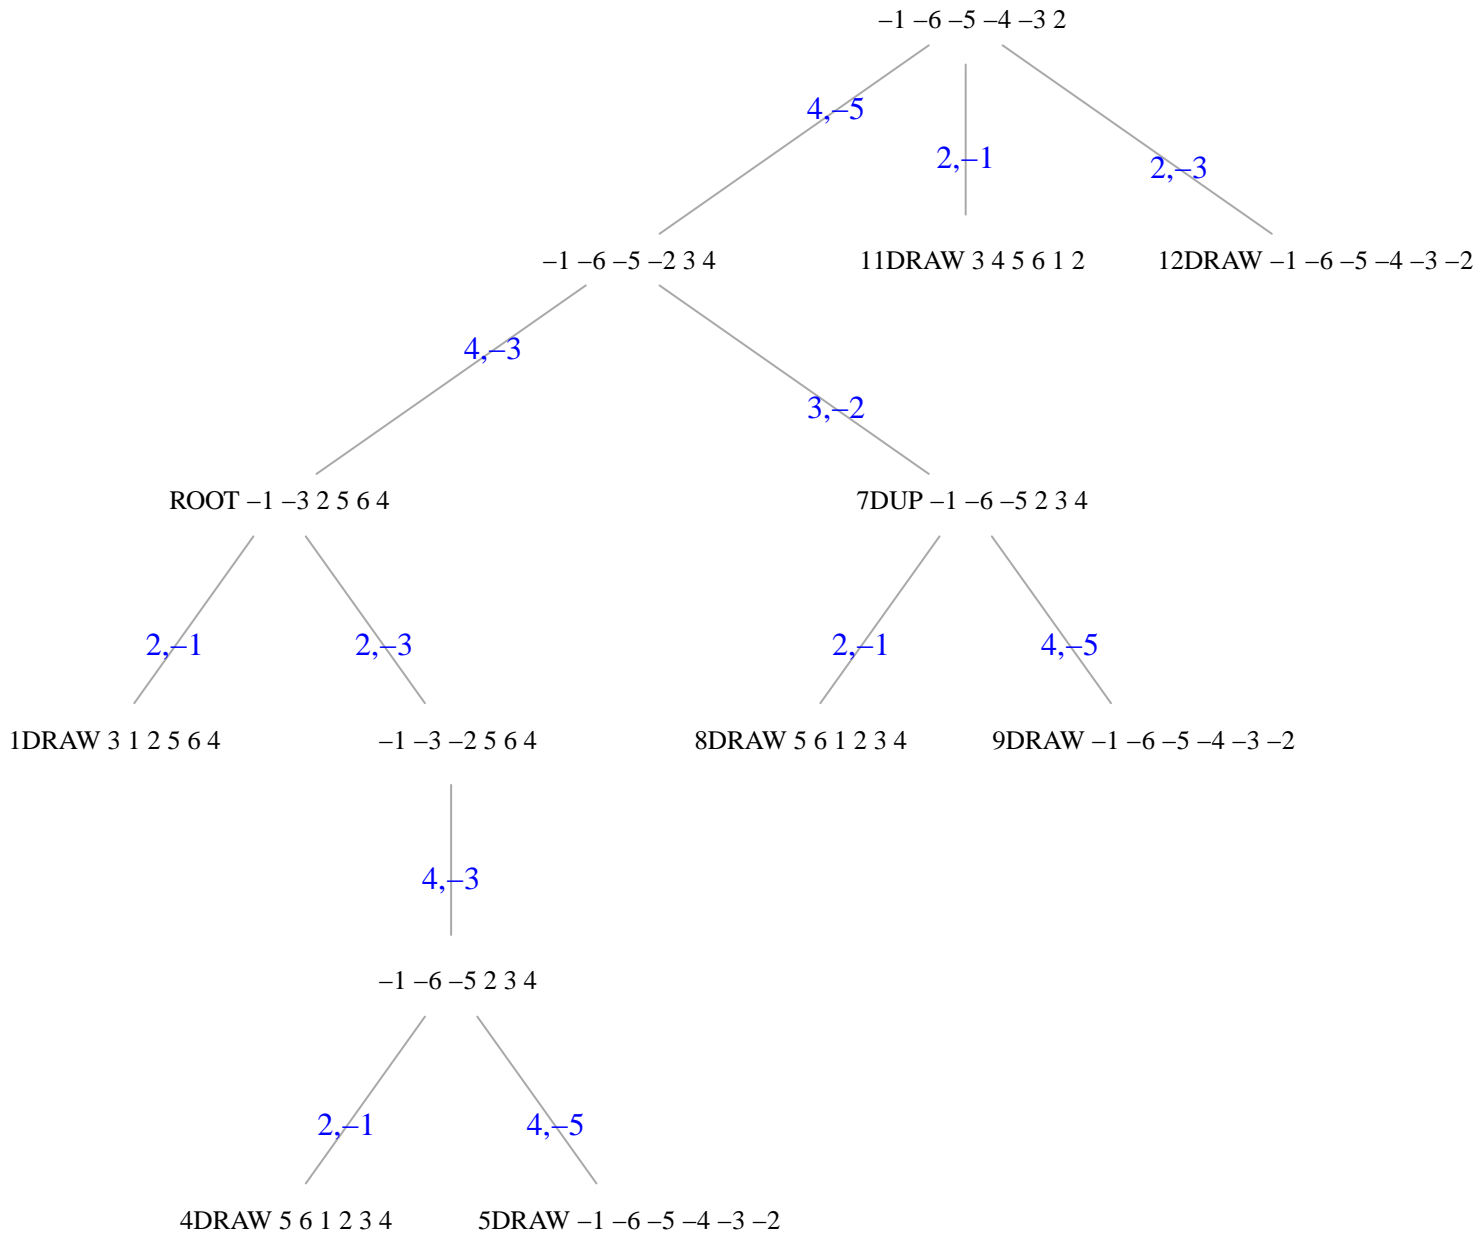 –1 –6 –5 –4 –3 2
4,–5
2,–1
2,–3
–1 –6 –5 –2 3 4
11DRAW 3 4 5 6 1 2
12DRAW –1 –6 –5 –4 –3 –2
4,–3
3,–2
ROOT –1 –3 2 5 6 4
7DUP –1 –6 –5 2 3 4
2,–1
2,–3
2,–1
4,–5
1DRAW 3 1 2 5 6 4
–1 –3 –2 5 6 4
8DRAW 5 6 1 2 3 4
9DRAW –1 –6 –5 –4 –3 –2
4,–3
–1 –6 –5 2 3 4
2,–1
4,–5
4DRAW 5 6 1 2 3 4
5DRAW –1 –6 –5 –4 –3 –2